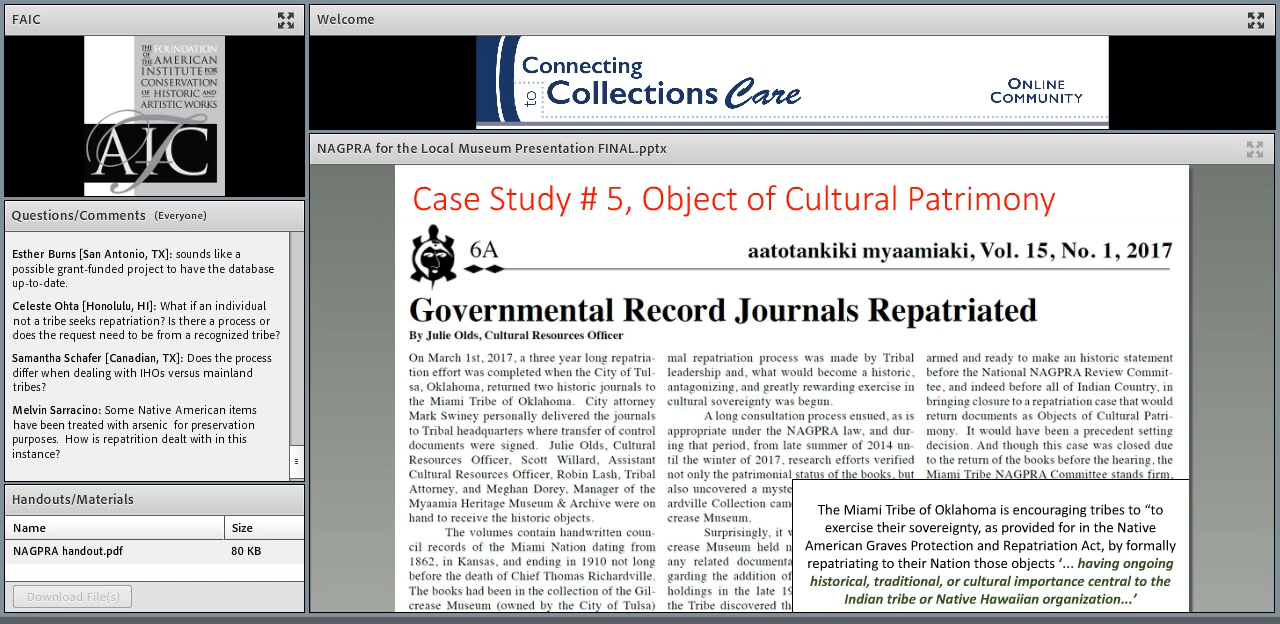 FAIC
THE FOUNDATION
OF THE AMERICAN
INSTITUTE FOR
CONSERVATION
OF HISTORIC AND
ARTISTIC WORKS
AIC
Questions/Comments (Everyone)
Esther Burns [San Antonio, TX]: sounds like a
possible grant-funded project to have the database
up-to-date.
Celeste Ohta [Honolulu, HI]: What if an individual
not a tribe seeks repatriation? Is there a process or
does the request need to be from a recognized tribe?
Samantha Schafer [Canadian, TX]: Does the process
differ when dealing with IHOs versus mainland
tribes?
Melvin Sarracino: Some Native American items
have been treated with arsenic for preservation
purposes. How is repatrition dealt with in this
instance?
Handouts/Materials
Name Size
NAGPRA handout.pdf 80 KB
Download File(s)
Welcome
Connecting
to Collections Care
ONLINE
COMMUNITY
NAGPRA for the Local Museum Presentation FINAL.pptx
Case Study # 5, Object of Cultural Patrimony
6A aatotankiki myaamiaki, Vol. 15, No. 1, 2017
Governmental Record Journals Repatriated
By Julie Olds, Cultural Resources Officer
On March 1st, 2017, a three year long repatria-
tion effort was completed when the City of Tul-
sa, Oklahoma, returned two historic journals to
the Miami Tribe of Oklahoma. City attorney
Mark Swiney personally delivered the journals
to Tribal headquarters where transfer of control
documents were signed. Julie Olds, Cultural
Resources Officer, Scott Willard, Assistant
Cultural Resources Officer, Robin Lash, Tribal
Attorney, and Meghan Dorey, Manager of the
Myaamia Heritage Museum & Archive were on
hand to receive the historic objects.
The volumes contain handwritten coun-
cil records of the Miami Nation dating from
1862, in Kansas, and ending in 1910 not long
before the death of Chief Thomas Richardville.
The books had been in the collection of the Gil-
crease Museum (owned by the City of Tulsa)
mal repatriation process was made by Tribal
leadership and, what would become a historic,
antagonizing, and greatly rewarding exercise in
cultural sovereignty was begun.
A long consultation process ensued, as is
appropriate under the NAGPRA law, and dur-
ing that period, from late summer of 2014 un-
til the winter of 2017, research efforts verified
not only the patrimonial status of the books, but
also uncovered a myste
ardville Collection cam
crease Museum.
Surprisingly, it w
crease Museum held n
any related documenta
garding the addition of
holdings in the late 19
the Tribe discovered th
armed and ready to make an historic statement
before the National NAGPRA Review Commit-
tee, and indeed before all of Indian Country, in
bringing closure to a repatriation case that would
return documents as Objects of Cultural Patri-
mony. It would have been a precedent setting
decision. And though this case was closed due
to the return of the books before the hearing, the
Miami Tribe NAGPRA Committee stands firm,
The Miami Tribe of Oklahoma is encouraging tribes to “to
exercise their sovereignty, as provided for in the Native
American Graves Protection and Repatriation Act, by formally
repatriating to their Nation those objects ‘... having ongoing
historical, traditional, or cultural importance central to the
Indian tribe or Native Hawaiian organization...’